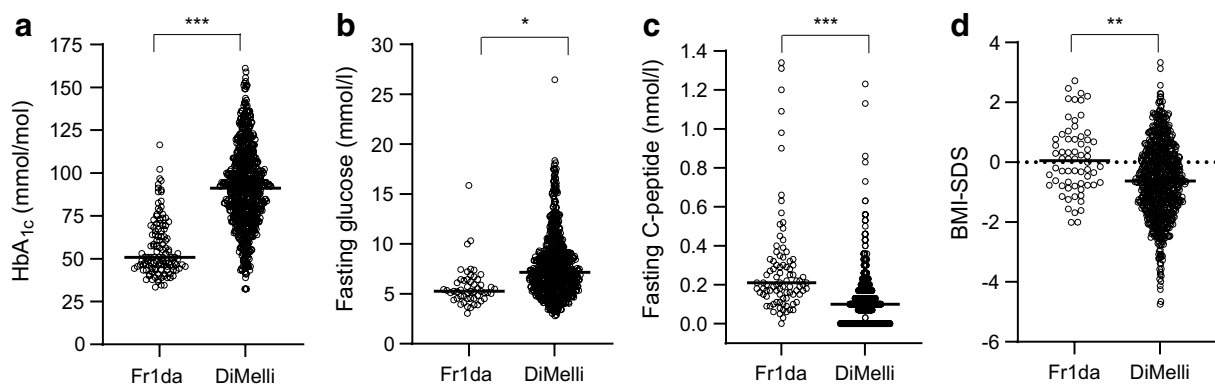 a
***
HbA1c (mmol/mol)
175
150
125
100
75
50
25
0
Fr1da DiMelli
b
*
Fasting glucose (mmol/l)
30
25
20
15
10
5
0
Fr1da DiMelli
c
***
Fasting C-peptide (nmol/l)
1.4
1.2
1.0
0.8
0.6
0.4
0.2
0.0
Fr1da DiMelli
d
**
BMI-SDS
4
2
0
-2
-4
-6
Fr1da DiMelli